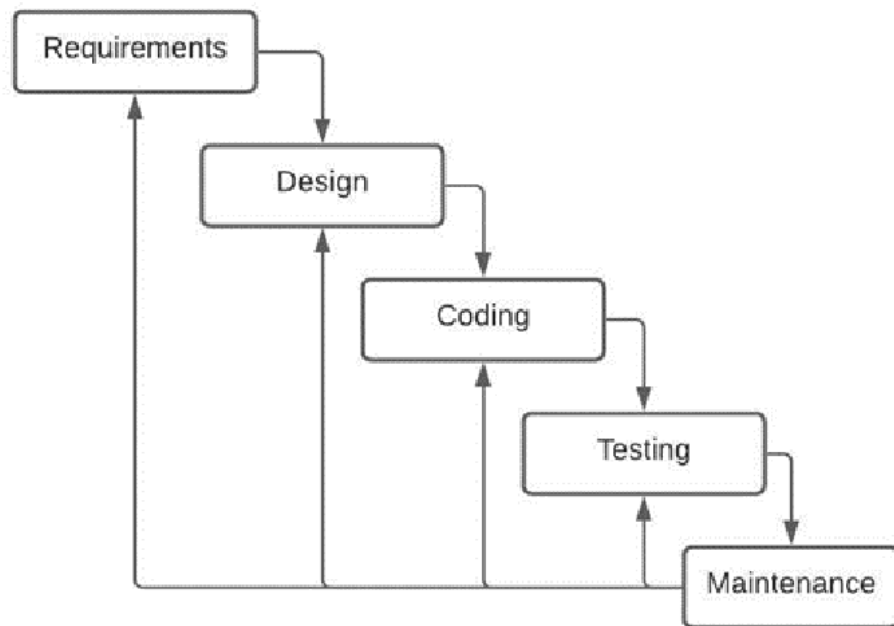 Requirements
Design
Coding
Testing
Maintenance